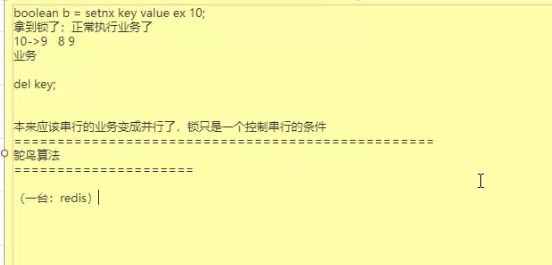 boolean b = setnx key value ex 10;
拿到锁了；正常执行业务了
10->9   8 9
业务
del key;
本来应该串行的业务变成并行了，锁只是一个控制串行的条件
=================================================
鸵鸟算法
=====================
（一台：redis）